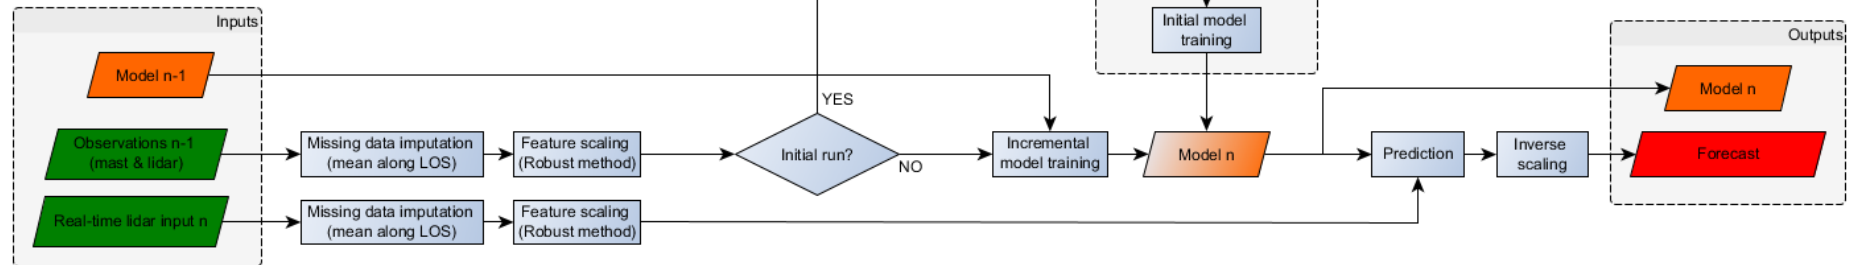 Inputs
Initial model
training
Outputs
Model n-1
Model n
YES
Observations n-1
(mast & lidar)
Missing data imputation
(mean along LOS)
Feature scaling
(Robust method)
Initial run?
NO
Incremental
model training
Model n
Prediction
Inverse
scaling
Forecast
Real-time lidar input n
Missing data imputation
(mean along LOS)
Feature scaling
(Robust method)